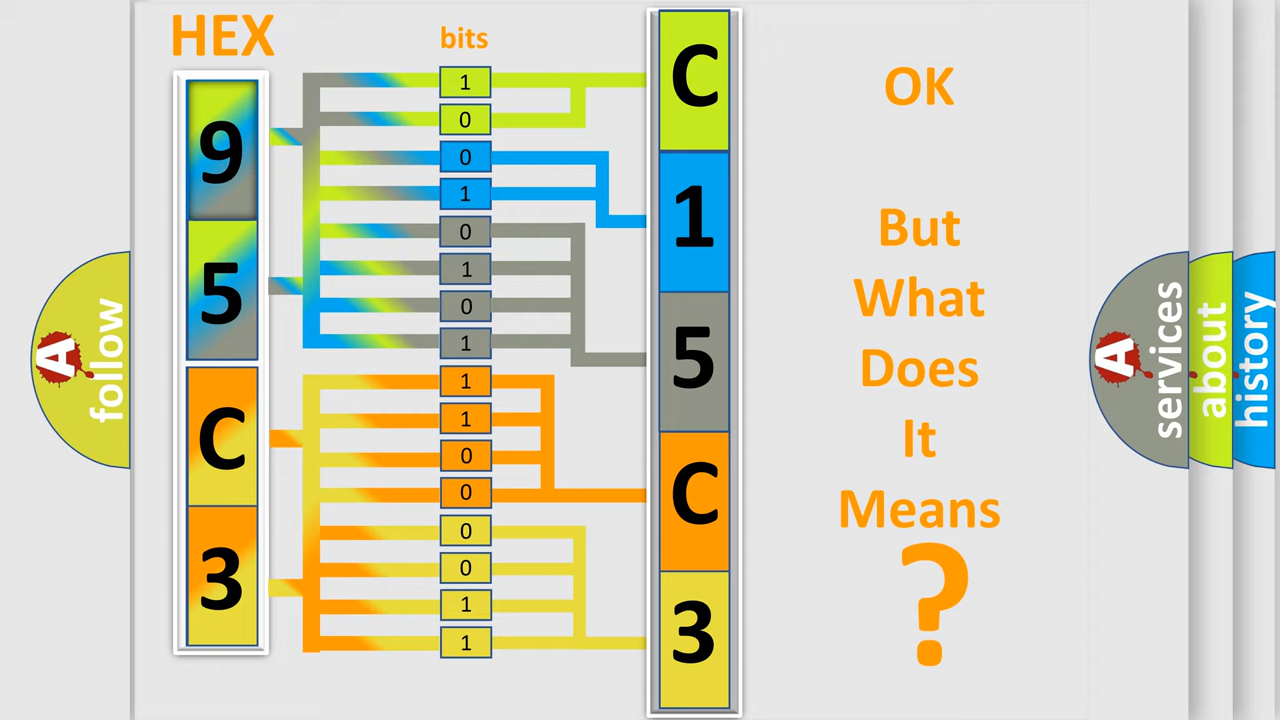 HEX
bits
9
5
C
3
1
0
0
1
0
1
0
1
1
1
0
0
0
0
1
1
C
1
5
C
3
OK
But
What
Does
It
Means
?
A
follow
A
services
about
history